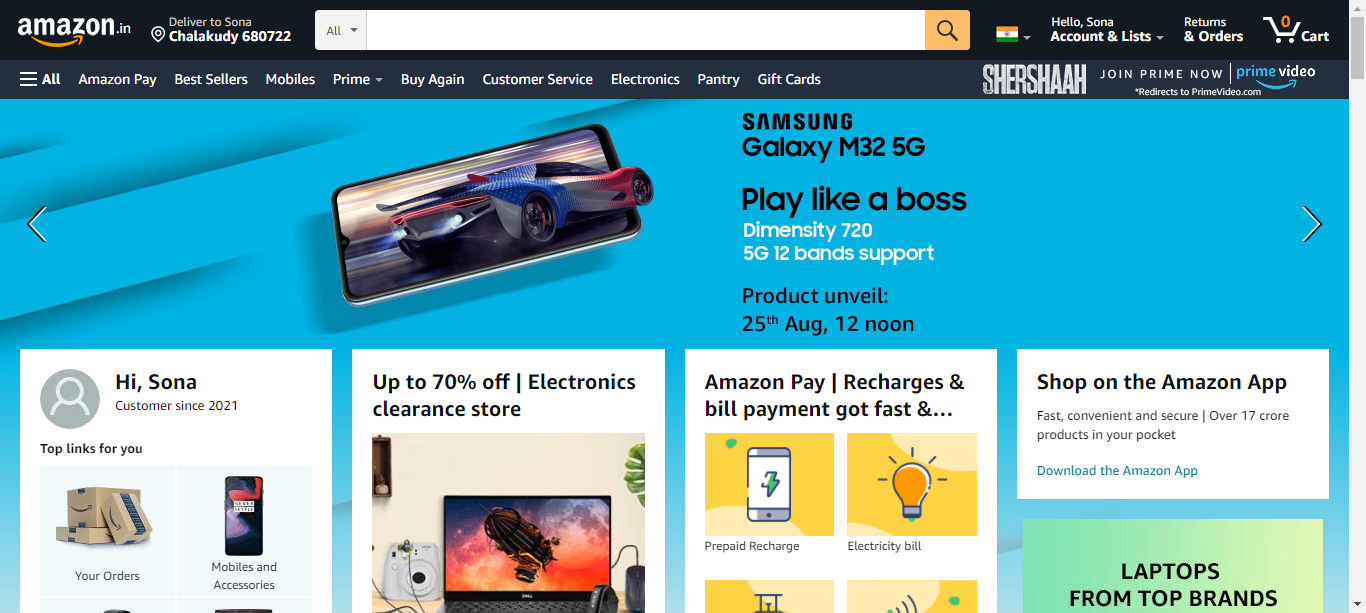 amazon.in
Deliver to Sona
Chalakudy 680722
All
Hello, Sona
Account & Lists
Returns
& Orders
0
Cart
All
Amazon Pay
Best Sellers
Mobiles
Prime
Buy Again
Customer Service
Electronics
Pantry
Gift Cards
SHERSHAAH
JOIN PRIME NOW
prime video
*Redirects to PrimeVideo.com
SAMSUNG
Galaxy M32 5G
Play like a boss
Dimensity 720
5G 12 bands support
Product unveil:
25th Aug, 12 noon
Hi, Sona
Customer since 2021
Top links for you
Your Orders
NEVER
SETTLE
Mobiles and
Accessories
Up to 70% off | Electronics
clearance store
DELL
Amazon Pay | Recharges &
bill payment got fast &…
Prepaid Recharge
Electricity bill
Shop on the Amazon App
Fast, convenient and secure | Over 17 crore
products in your pocket
Download the Amazon App
LAPTOPS
FROM TOP BRANDS